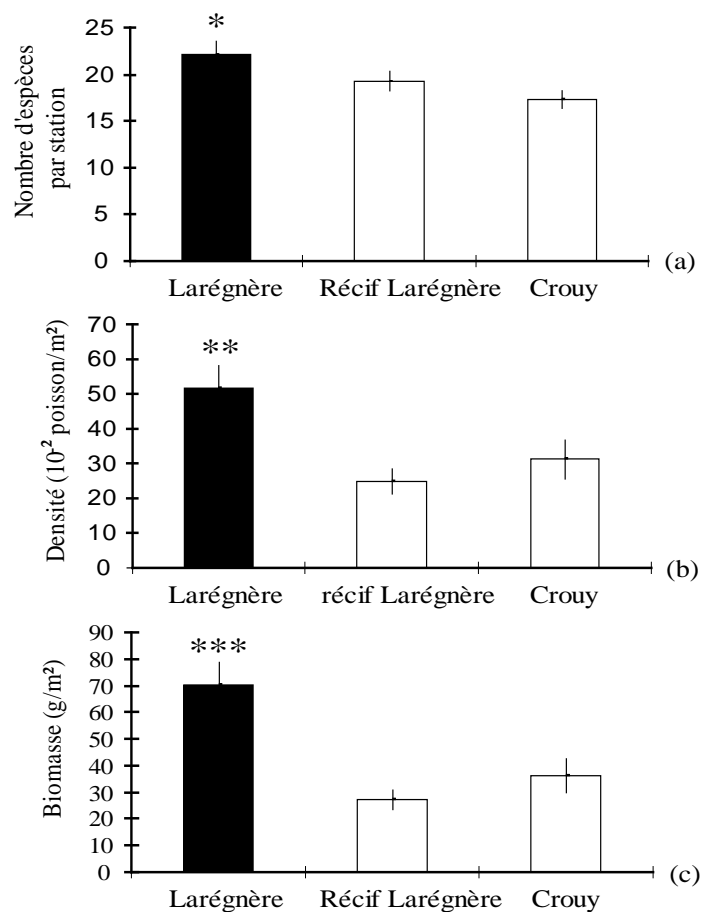 Nombre d'espèces
par station
25
20
15
10
5
0
*
Larégnère Récif Larégnère Crouy
(a)
Densité (10⁻² poisson/m²)
70
60
50
40
30
20
10
0
**
Larégnère récif Larégnère Crouy
(b)
Biomasse (g/m²)
90
80
70
60
50
40
30
20
10
0
***
Larégnère Récif Larégnère Crouy
(c)